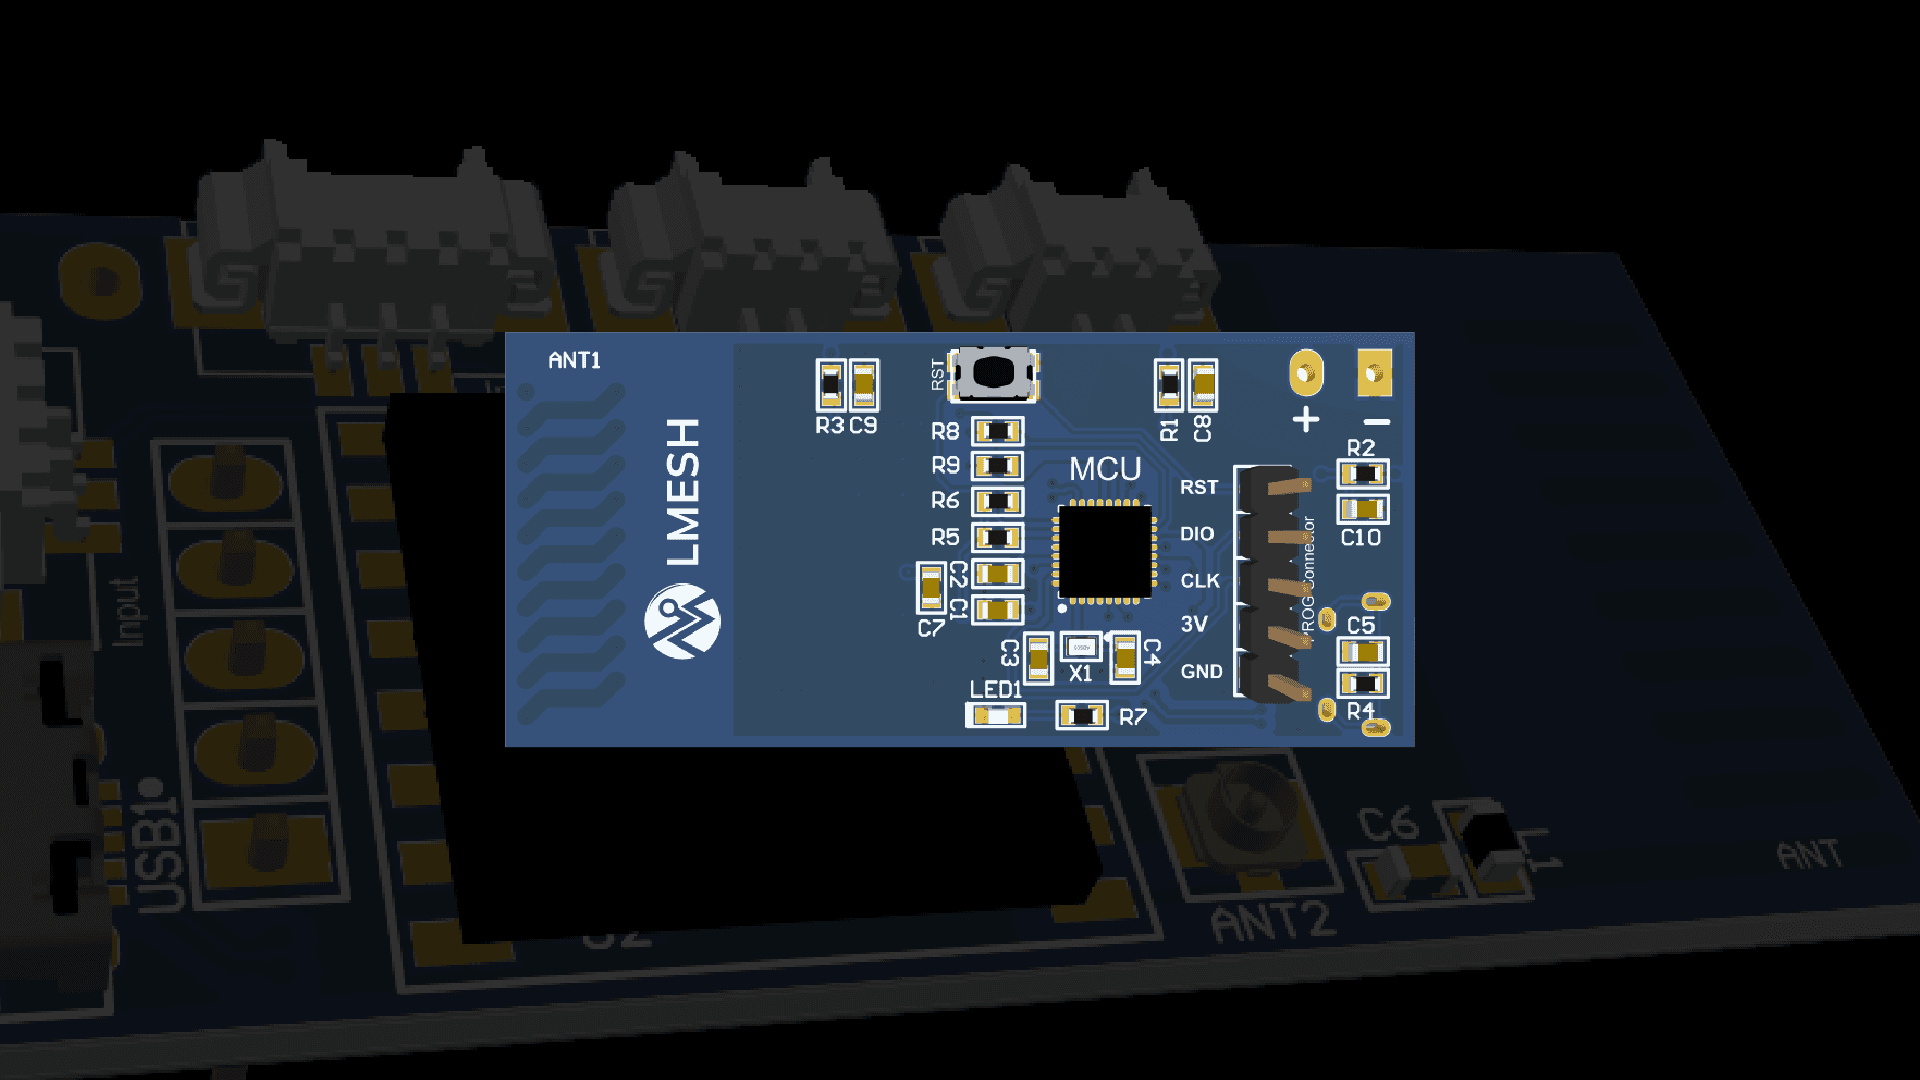 ANT1
LMESH
R3 C9
RST
R1
C8
+
−
R8
R9
R6
R5
C2
C1
C7
MCU
RST
DIO
CLK
3V
GND
PROG Connector
R2
C10
C5
R4
C3
X1
C4
LED1
R7
Input
USB1
U2
ANT2
C6
L1
ANT